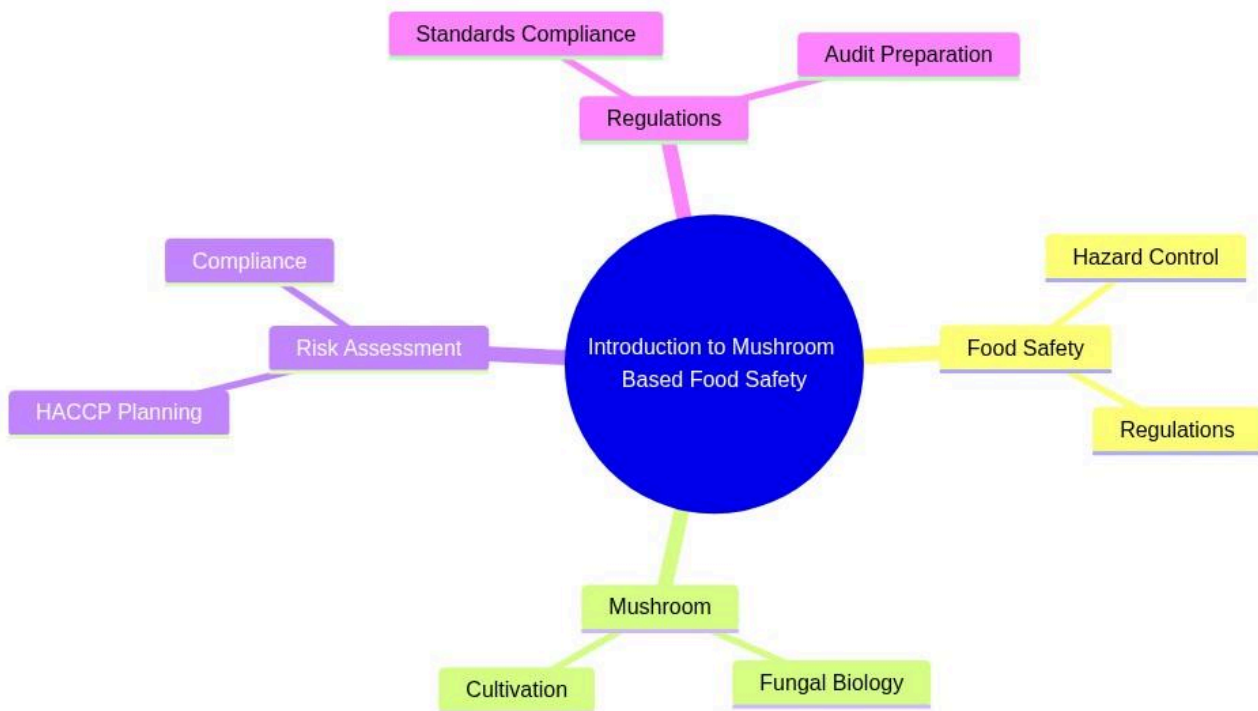 Standards Compliance
Audit Preparation
Regulations
Compliance
Hazard Control
Risk Assessment
Introduction to Mushroom
Based Food Safety
Food Safety
HACCP Planning
Regulations
Mushroom
Cultivation
Fungal Biology